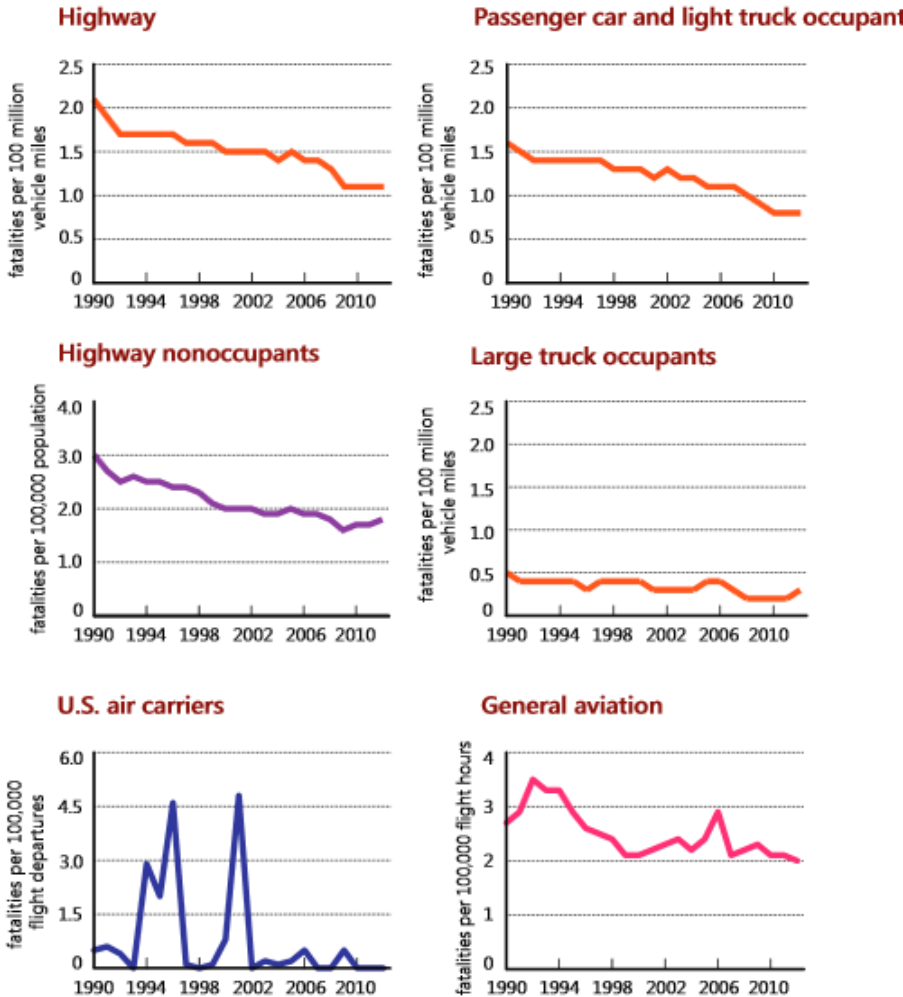 Highway
fatalities per 100 million
vehicle miles
2.5
2.0
1.5
1.0
0.5
0
1990 1994 1998 2002 2006 2010
Passenger car and light truck occupant
fatalities per 100 million
vehicle miles
2.5
2.0
1.5
1.0
0.5
0
1990 1994 1998 2002 2006 2010
Highway nonoccupants
fatalities per 100,000 population
4.0
3.0
2.0
1.0
0
1990 1994 1998 2002 2006 2010
Large truck occupants
fatalities per 100 million
vehicle miles
2.5
2.0
1.5
1.0
0.5
0
1990 1994 1998 2002 2006 2010
U.S. air carriers
fatalities per 100,000
flight departures
6.0
4.5
3.0
1.5
0
1990 1994 1998 2002 2006 2010
General aviation
fatalities per 100,000 flight hours
4
3
2
1
0
1990 1994 1998 2002 2006 2010